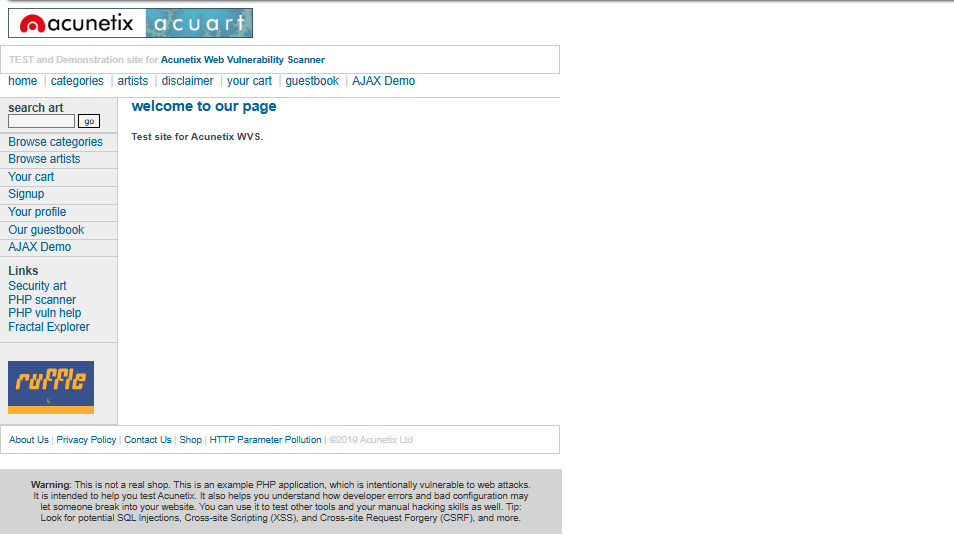 acunetix acuart
TEST and Demonstration site for Acunetix Web Vulnerability Scanner
home | categories | artists | disclaimer | your cart | guestbook | AJAX Demo
search art
go
Browse categories
Browse artists
Your cart
Signup
Your profile
Our guestbook
AJAX Demo
Links
Security art
PHP scanner
PHP vuln help
Fractal Explorer
ruffle
welcome to our page
Test site for Acunetix WVS.
About Us | Privacy Policy | Contact Us | Shop | HTTP Parameter Pollution | ©2019 Acunetix Ltd
Warning: This is not a real shop. This is an example PHP application, which is intentionally vulnerable to web attacks.
It is intended to help you test Acunetix. It also helps you understand how developer errors and bad configuration may
let someone break into your website. You can use it to test other tools and your manual hacking skills as well. Tip:
Look for potential SQL Injections, Cross-site Scripting (XSS), and Cross-site Request Forgery (CSRF), and more.